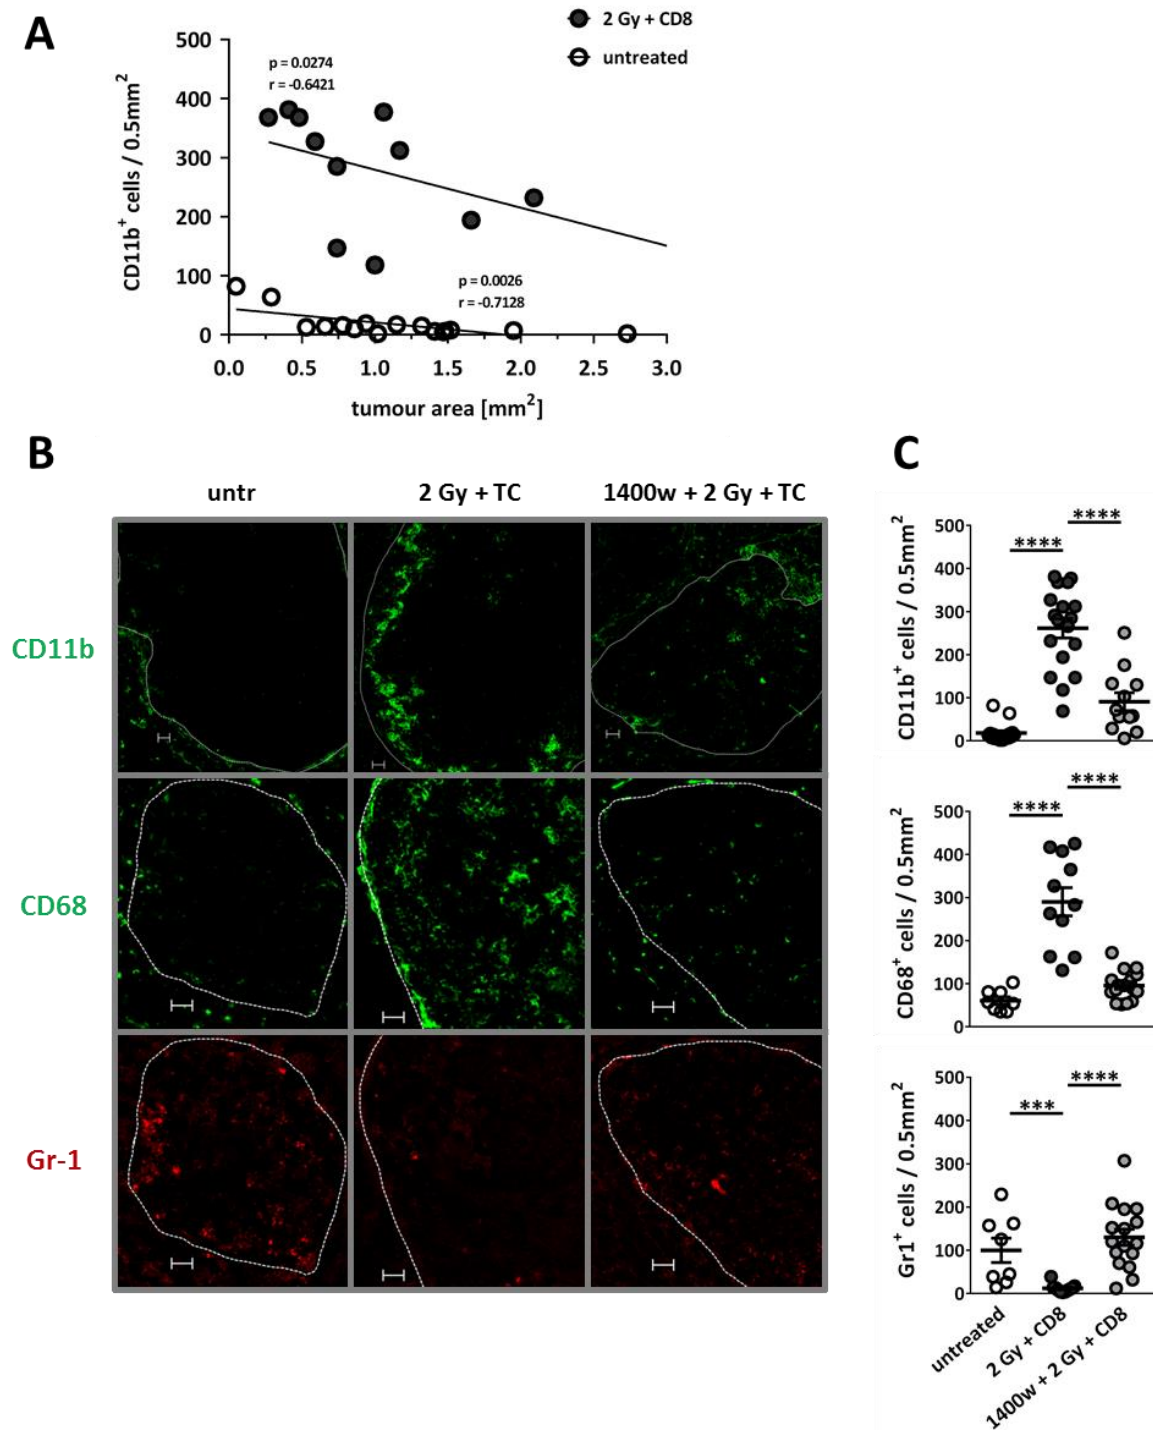 A
2 Gy + CD8
untreated
CD11b+ cells / 0.5mm2
500
400
300
200
100
0
p = 0.0274
r = -0.6421
p = 0.0026
r = -0.7128
0.0 0.5 1.0 1.5 2.0 2.5 3.0
tumour area [mm2]
B
untr 2 Gy + TC 1400w + 2 Gy + TC
CD11b
CD68
Gr-1
C
CD11b+ cells / 0.5mm2
500
400
300
200
100
0
**** ****
CD68+ cells / 0.5mm2
500
400
300
200
100
0
**** ****
Gr1+ cells / 0.5mm2
500
400
300
200
100
0
*** ****
untreated
2 Gy + CD8
1400w + 2 Gy + CD8